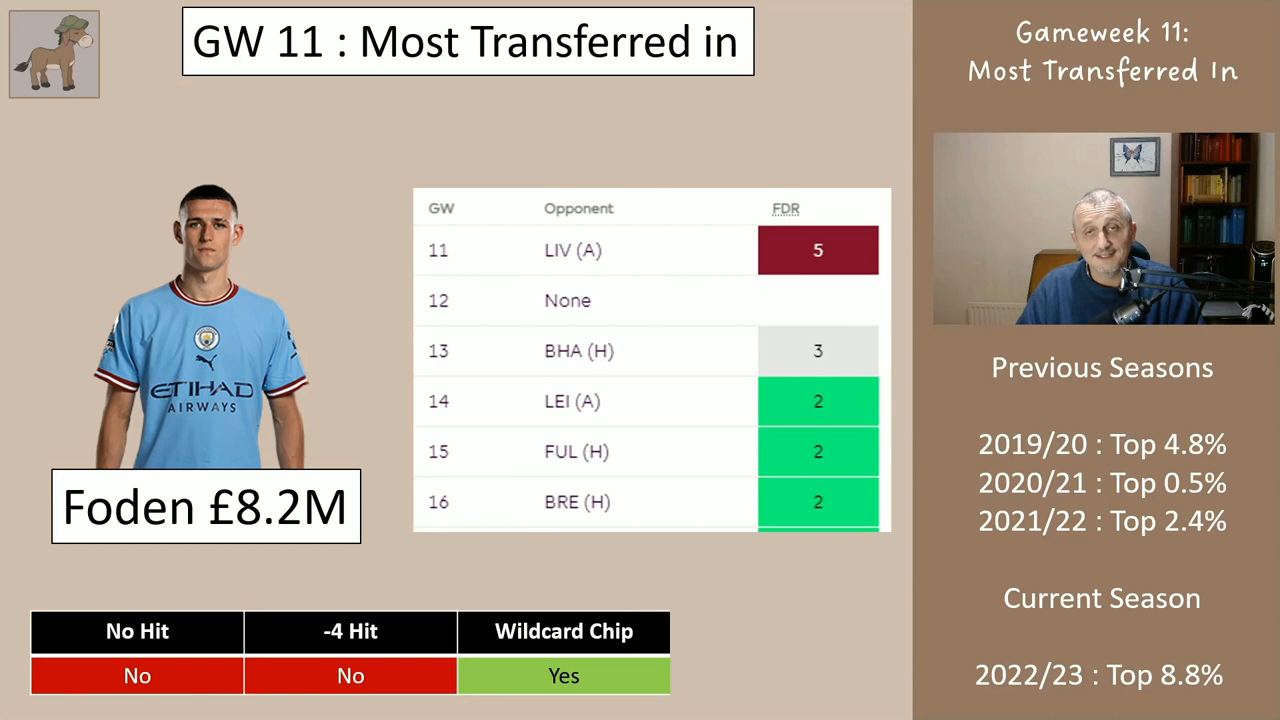 GW 11 : Most Transferred in
GW Opponent FDR
11 LIV (A) 5
12 None
13 BHA (H) 3
14 LEI (A) 2
15 FUL (H) 2
16 BRE (H) 2
ETIHAD
AIRWAYS
Foden £8.2M
No Hit -4 Hit Wildcard Chip
No No Yes
Gameweek 11:
Most Transferred In
Previous Seasons
2019/20 : Top 4.8%
2020/21 : Top 0.5%
2021/22 : Top 2.4%
Current Season
2022/23 : Top 8.8%